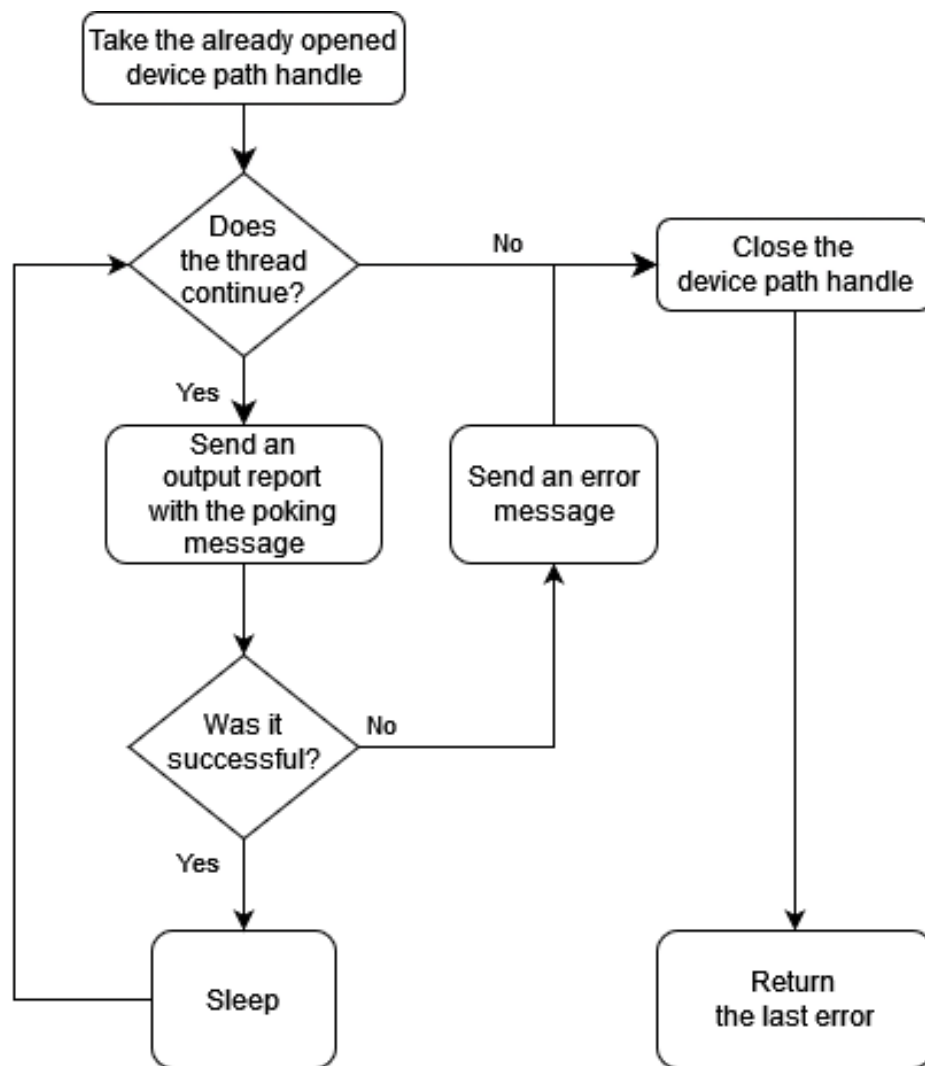 Take the already opened
device path handle
Does
the thread
continue?
No
Close the
device path handle
Yes
Send an
output report
with the poking
message
Send an error
message
Was it
successful?
No
Yes
Sleep
Return
the last error